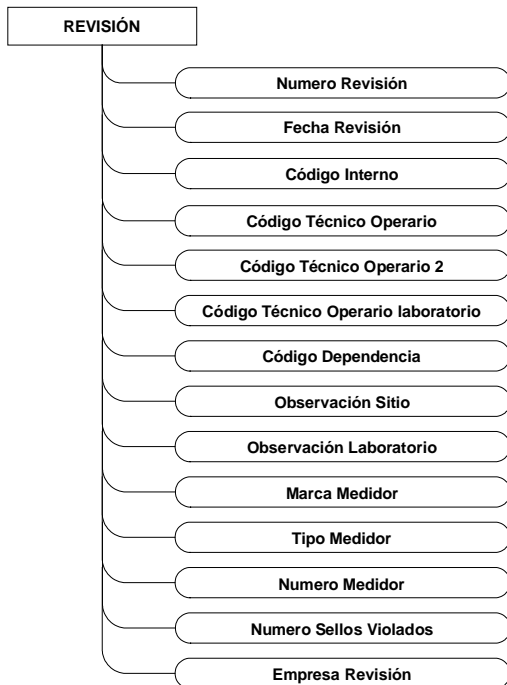 REVISIÓN
Numero Revisión
Fecha Revisión
Código Interno
Código Técnico Operario
Código Técnico Operario 2
Código Técnico Operario laboratorio
Código Dependencia
Observación Sitio
Observación Laboratorio
Marca Medidor
Tipo Medidor
Numero Medidor
Numero Sellos Violados
Empresa Revisión